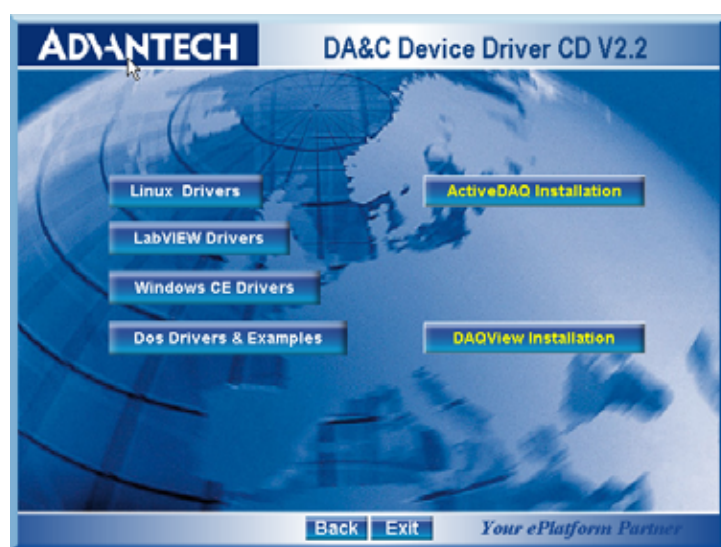 ADVANTECH DA&C Device Driver CD V2.2
Linux Drivers
ActiveDAQ Installation
LabVIEW Drivers
Windows CE Drivers
Dos Drivers & Examples
DAQView Installation
Back Exit Your ePlatform Partner